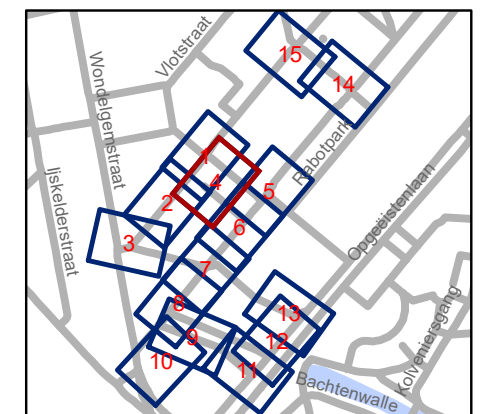 Vlotstraat
Wondelgemstraat
Ijskelderstraat
Rabotpark
Opgeëistenlaan
Kolveniersgang
Bachtenwalle
15
14
1
4
5
2
6
3
7
8
13
9
12
10
11